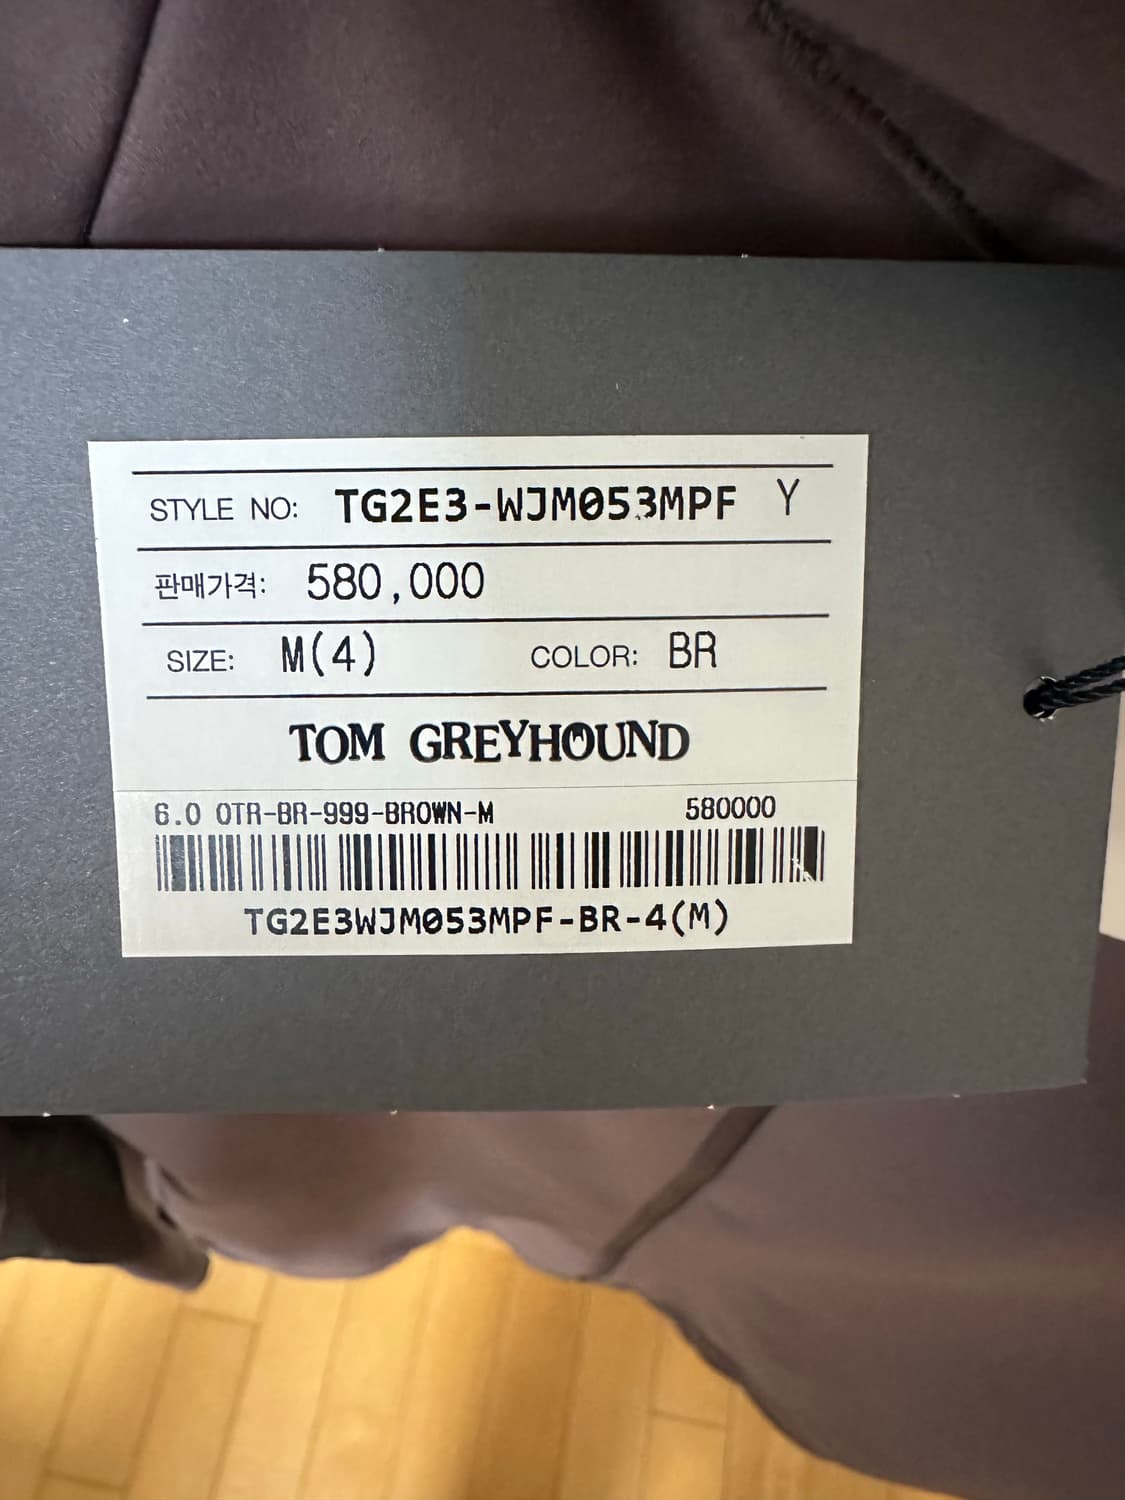 STYLE NO: TG2E3-WJM053MPF Y
판매가격: 580,000
SIZE: M(4) COLOR: BR
TOM GREYHOUND
6.0 OTR-BR-999-BROWN-M 580000
TG2E3WJM053MPF-BR-4(M)